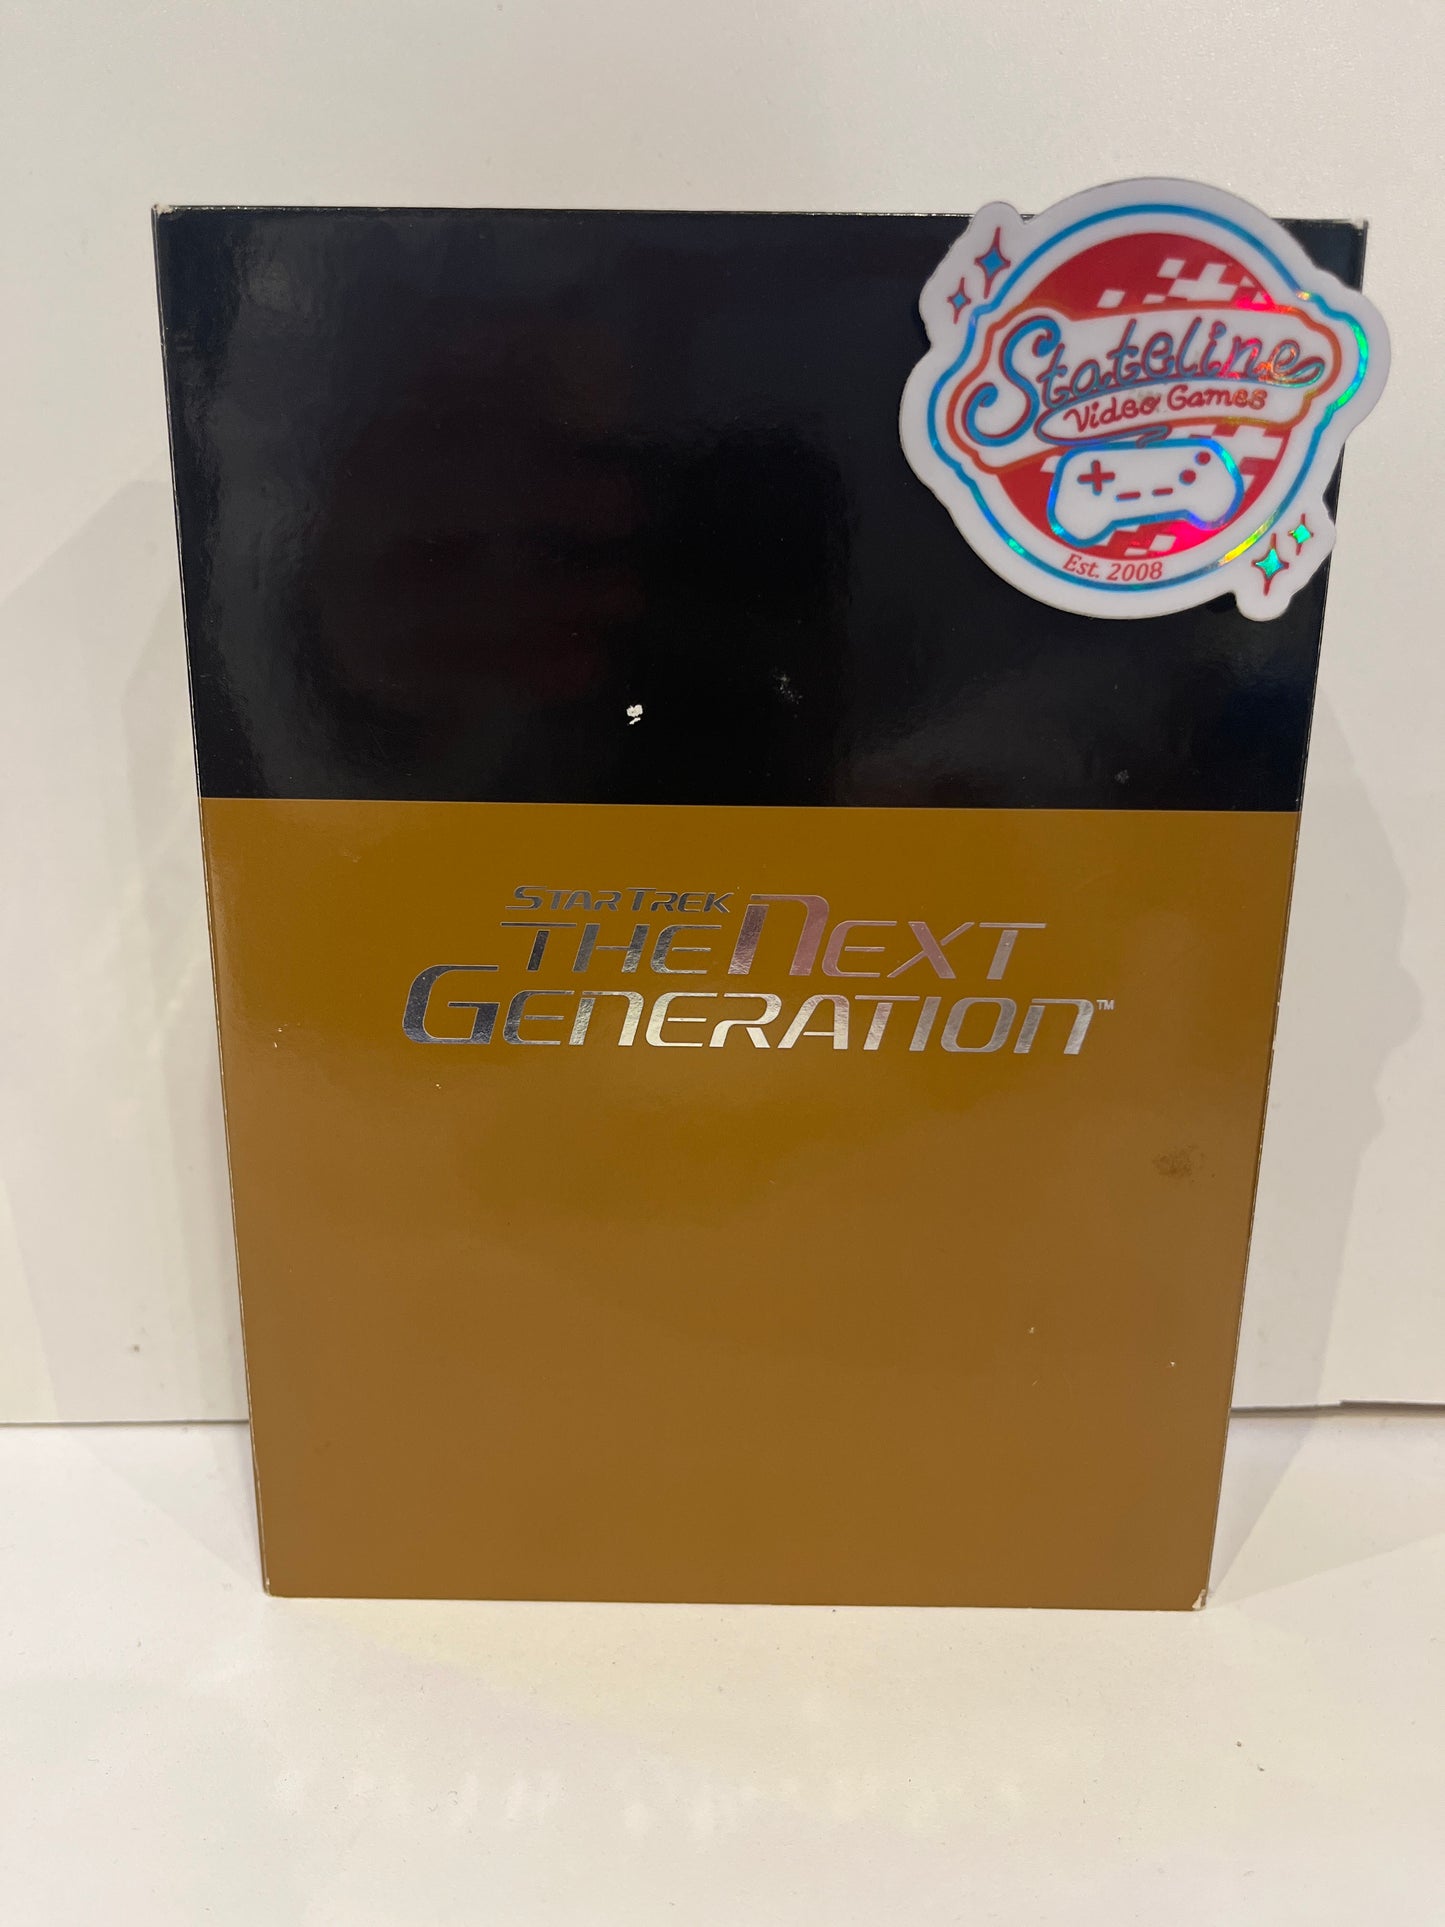 Stateline
Video Games
Est. 2008
STAR TREK
THE NEXT
GENERATION™